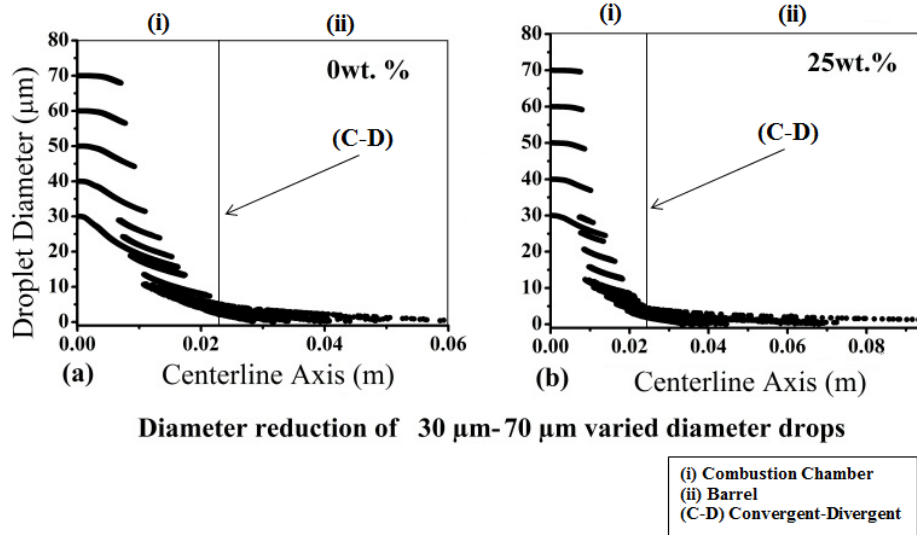 (i) (ii)
0wt. %
(C-D)
Droplet Diameter (μm)
80
70
60
50
40
30
20
10
0
0.00 0.02 0.04 0.06
(a) Centerline Axis (m)
(i) (ii)
25wt.%
(C-D)
80
70
60
50
40
30
20
10
0
0.00 0.02 0.04 0.06 0.08
(b) Centerline Axis (m)
Diameter reduction of 30 μm-70 μm varied diameter drops
(i) Combustion Chamber
(ii) Barrel
(C-D) Convergent-Divergent